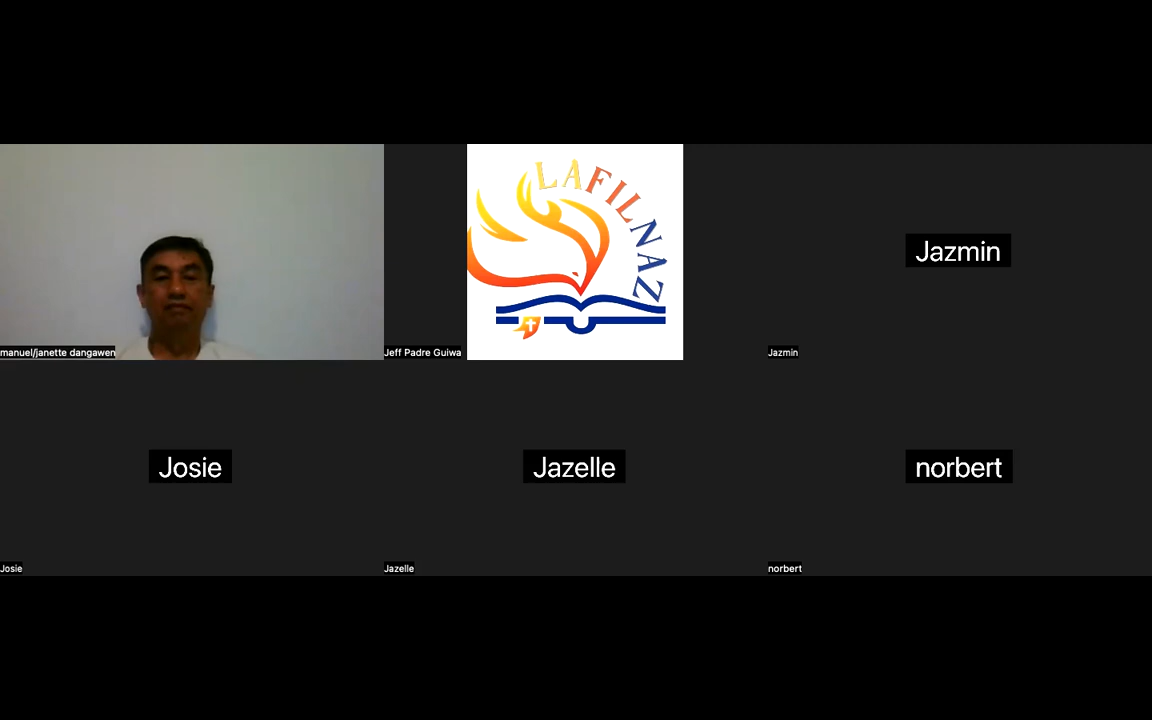 LAFILNAZ
manuel/janette dangawen
Jeff Padre Guiwa
Jazmin
Jazmin
Josie
Jazelle
norbert
Josie
Jazelle
norbert